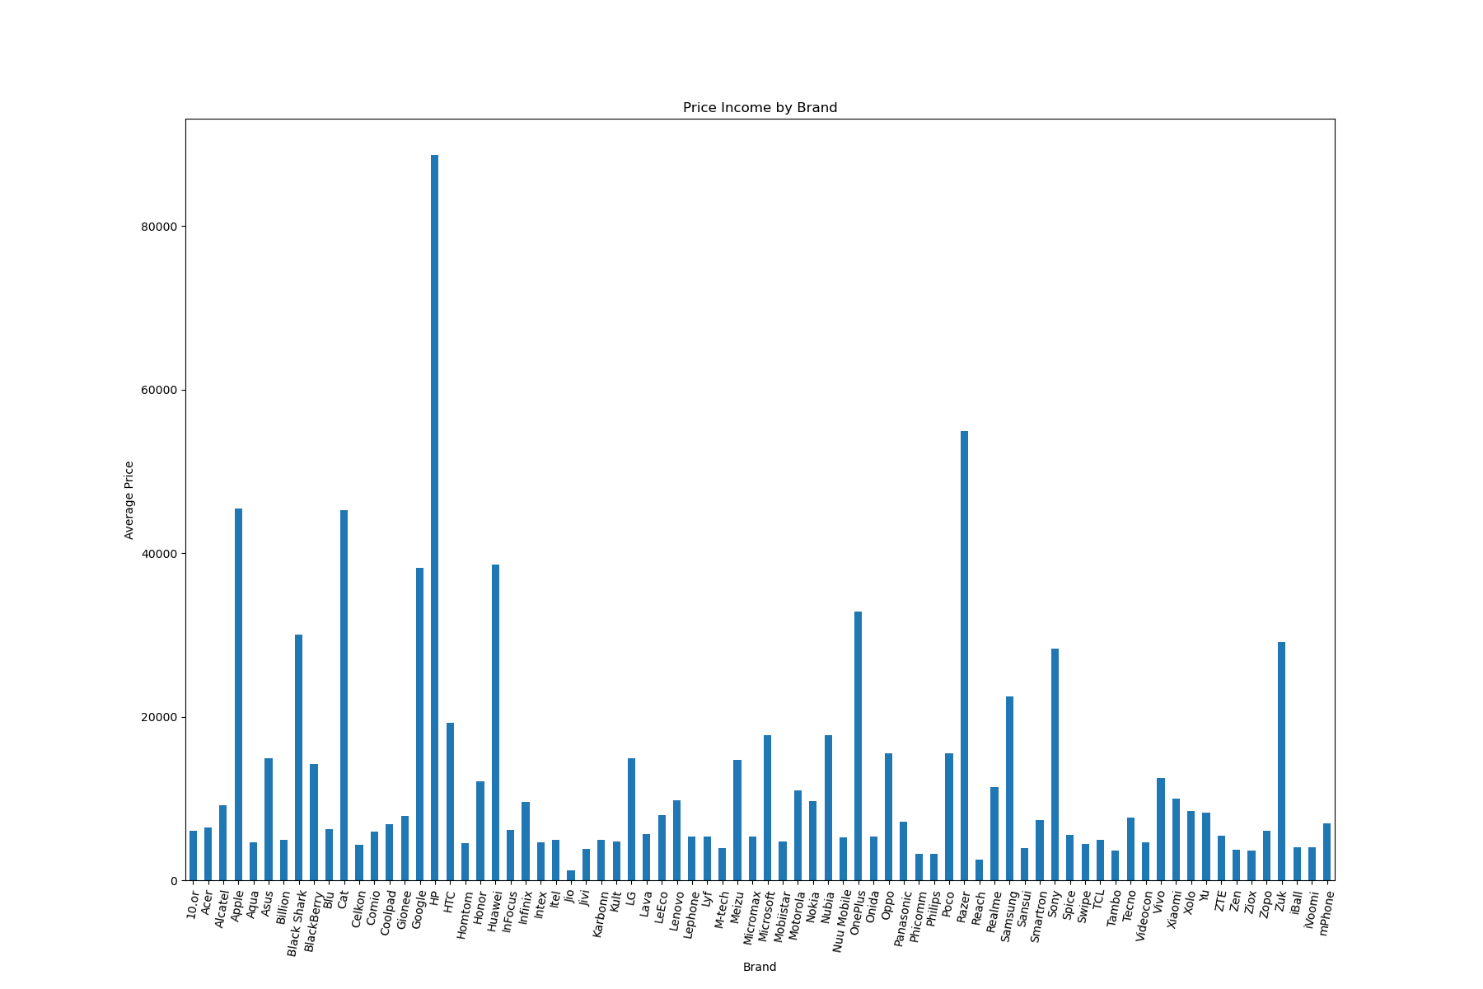 Price Income by Brand
80000
60000
40000
20000
0
Average Price
10.or
Acer
Alcatel
Apple
Aqua
Asus
Billion
Black Shark
BlackBerry
Blu
Cat
Celkon
Comio
Coolpad
Gionee
Google
HP
HTC
Homtom
Honor
Huawei
InFocus
Infinix
Intex
Itel
Jio
Jivi
Karbonn
Kult
LG
Lava
LeEco
Lenovo
Lephone
Lyf
M-tech
Meizu
Micromax
Microsoft
Mobiistar
Motorola
Nokia
Nubia
Nuu Mobile
OnePlus
Onida
Oppo
Panasonic
Phicomm
Philips
Poco
Razer
Reach
Realme
Samsung
Sansui
Smartron
Sony
Spice
Swipe
TCL
Tambo
Tecno
Videocon
Vivo
Xiaomi
Xolo
Yu
ZTE
Zen
Ziox
Zopo
Zuk
iBall
iVoomi
mPhone
Brand